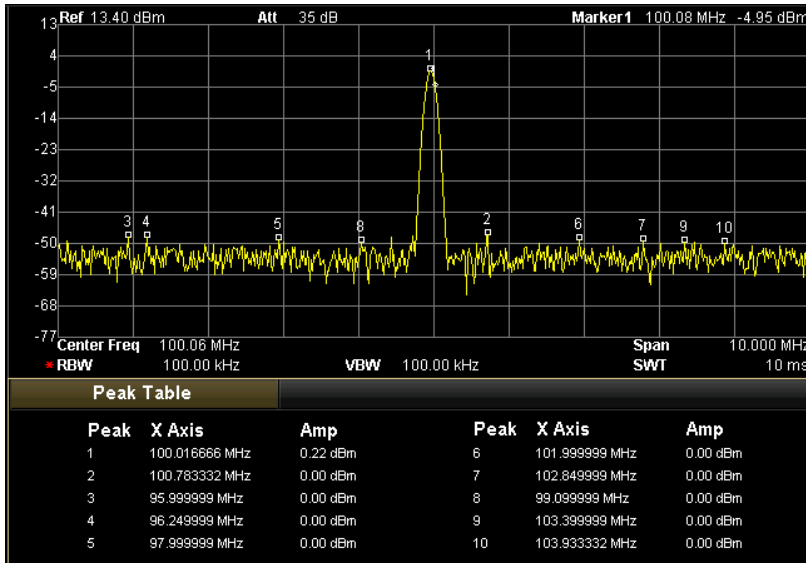 Ref 13.40 dBm Att 35 dB Marker1 100.08 MHz -4.95 dBm
13
4
-5
-14
-23
-32
-41
-50
-59
-68
-77
1
3 4 5 8 2 6 7 9 10
Center Freq 100.06 MHz Span 10.000 MHz
*RBW 100.00 kHz VBW 100.00 kHz SWT 10 ms
Peak Table
Peak X Axis Amp Peak X Axis Amp
1 100.016666 MHz 0.22 dBm 6 101.999999 MHz 0.00 dBm
2 100.783332 MHz 0.00 dBm 7 102.849999 MHz 0.00 dBm
3 95.999999 MHz 0.00 dBm 8 99.099999 MHz 0.00 dBm
4 96.249999 MHz 0.00 dBm 9 103.399999 MHz 0.00 dBm
5 97.999999 MHz 0.00 dBm 10 103.933332 MHz 0.00 dBm